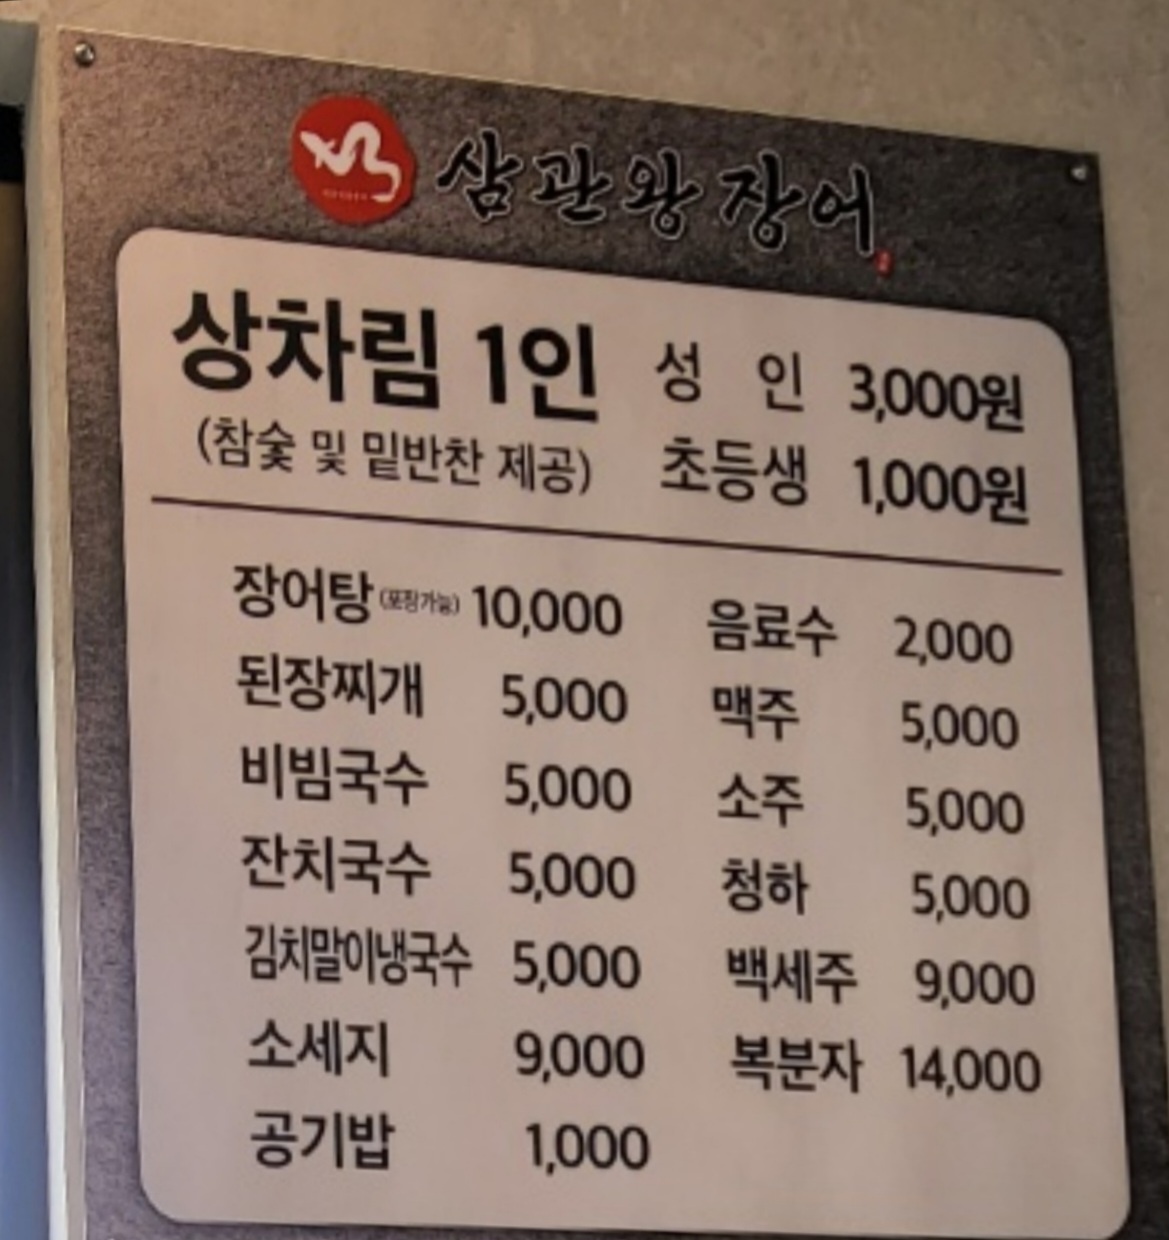 삼관왕장어
상차림 1인 성 인 3,000원
(참숯 및 밑반찬 제공) 초등생 1,000원
장어탕(포장가능) 10,000 음료수 2,000
된장찌개 5,000 맥주 5,000
비빔국수 5,000 소주 5,000
잔치국수 5,000 청하 5,000
김치말이냉국수 5,000 백세주 9,000
소세지 9,000 복분자 14,000
공기밥 1,000